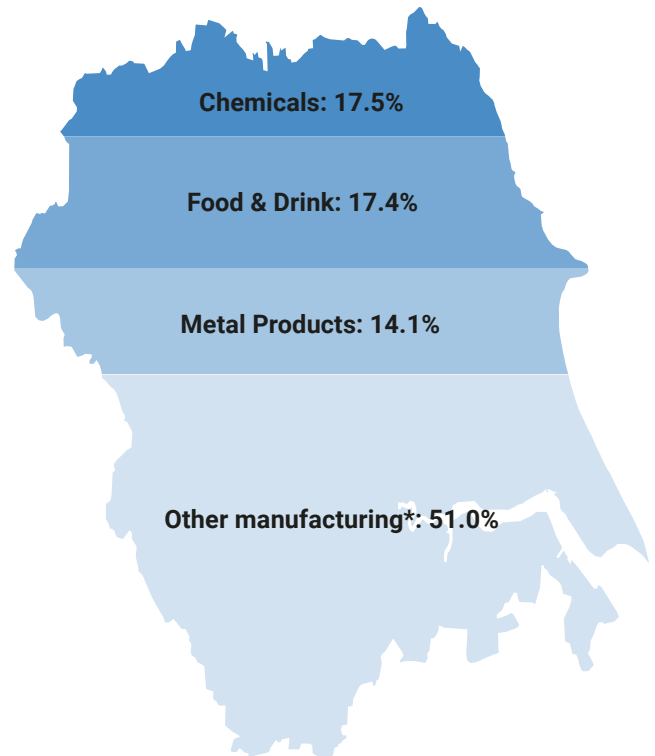 Chemicals: 17.5%
Food & Drink: 17.4%
Metal Products: 14.1%
Other manufacturing*: 51.0%